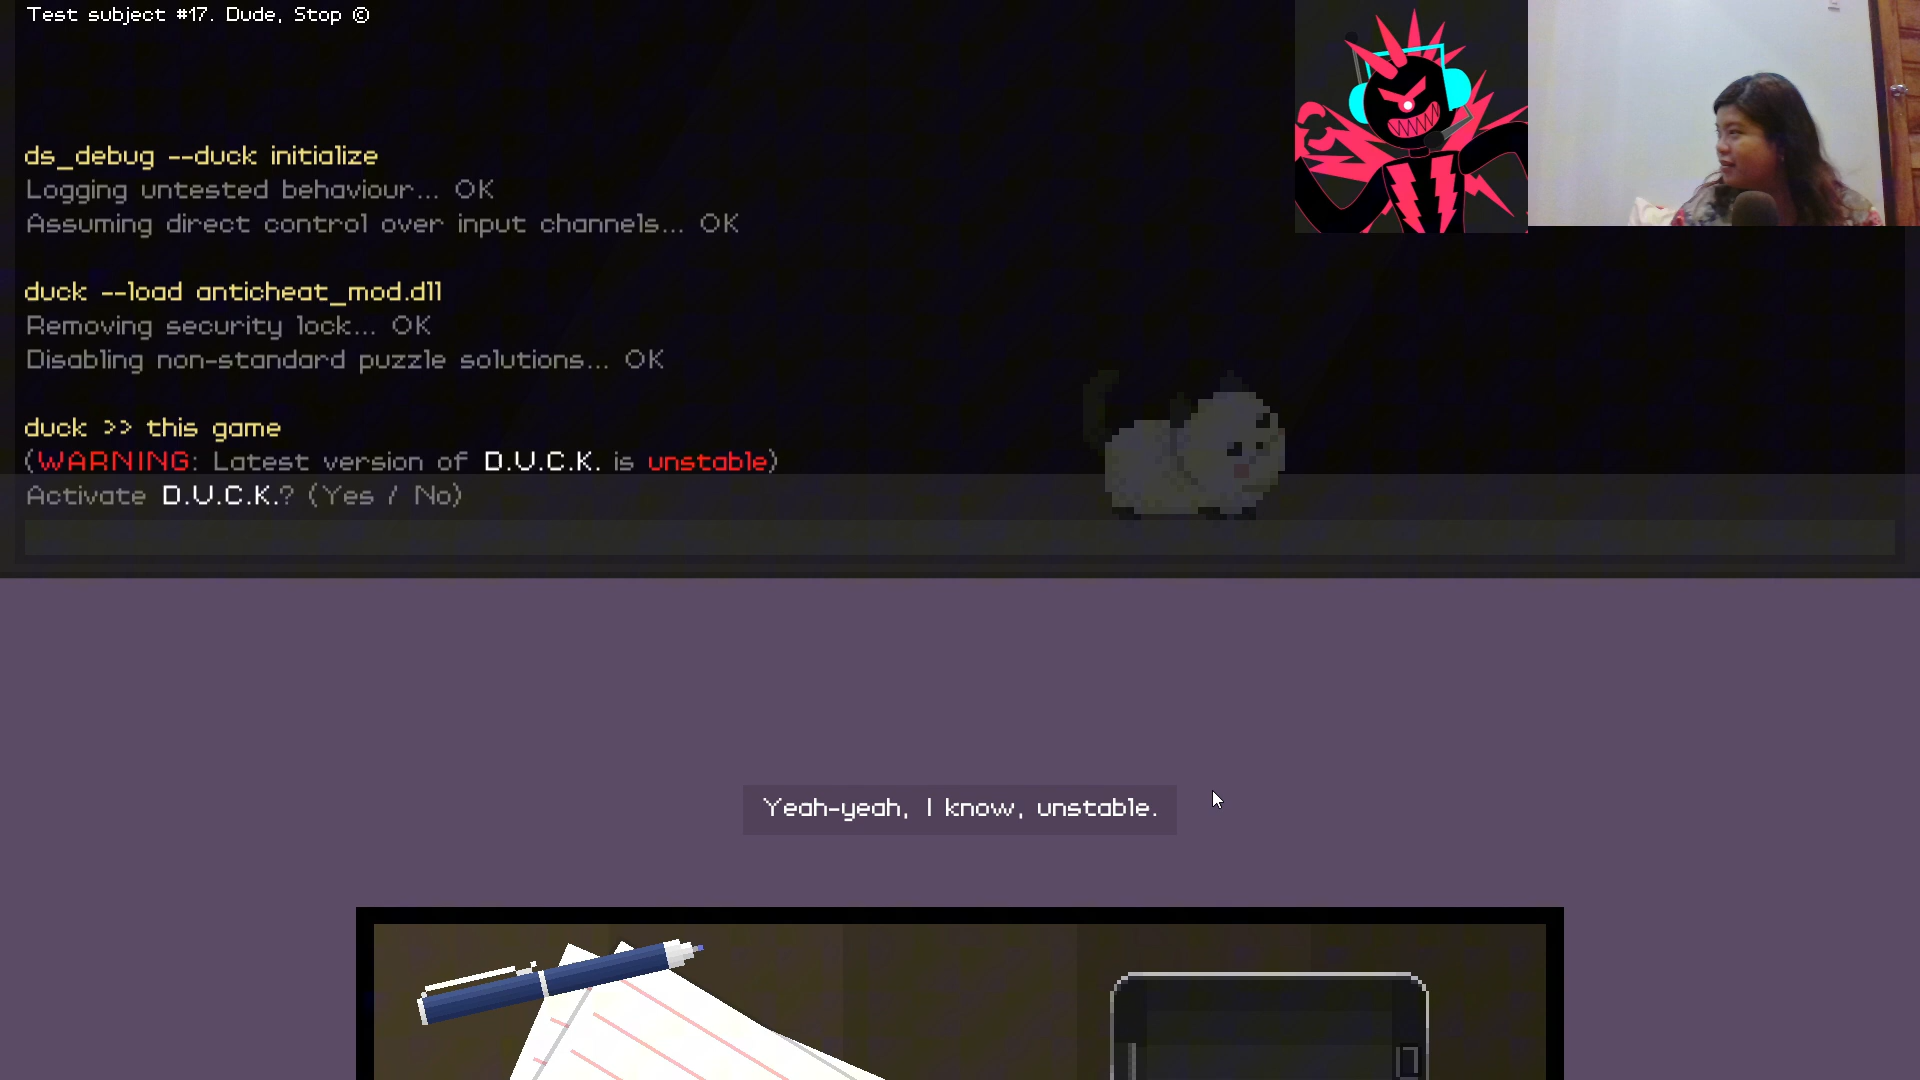 Test subject #17. Dude, Stop ©
ds_debug --duck initialize
Logging untested behaviour... OK
Assuming direct control over input channels... OK
duck --load anticheat_mod.dll
Removing security lock... OK
Disabling non-standard puzzle solutions... OK
duck >> this game
(WARNING: Latest version of D.U.C.K. is unstable)
Activate D.U.C.K.? (Yes / No)
Yeah-yeah, I know, unstable.